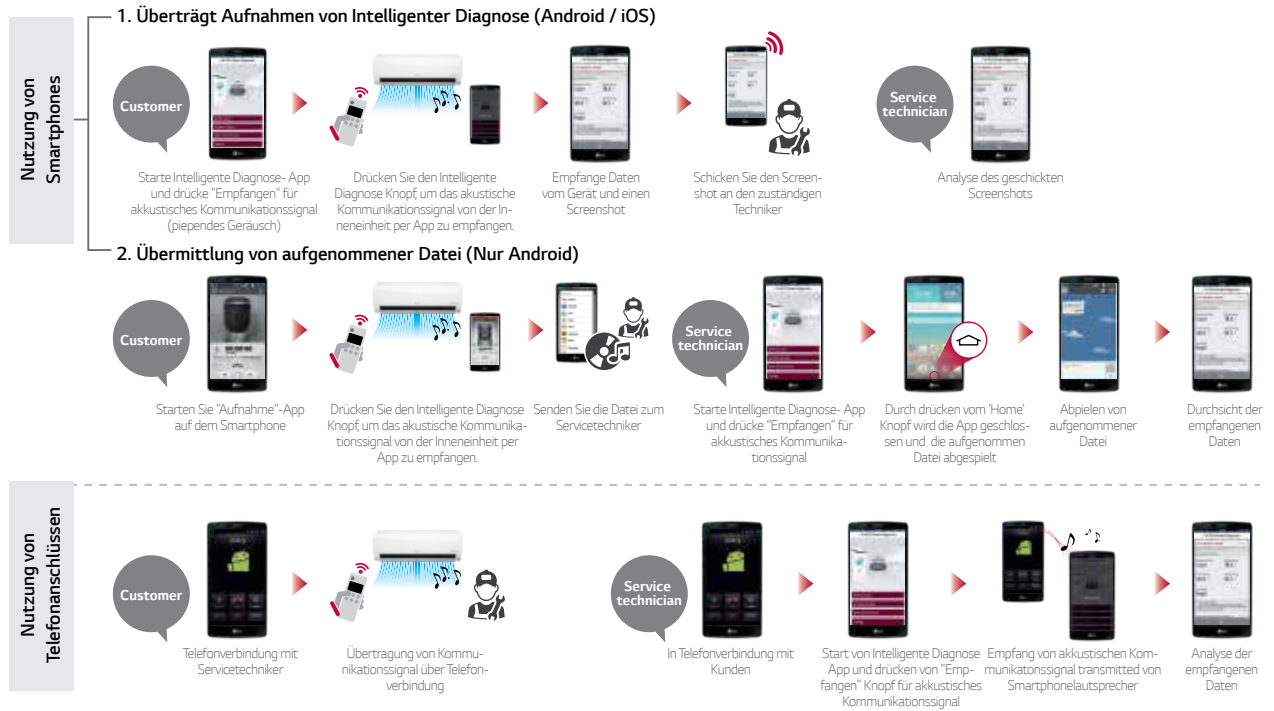 Nutzung von
Smartphones
1. Überträgt Aufnahmen von Intelligenter Diagnose (Android / iOS)
Customer
Starte Intelligente Diagnose- App
und drücke "Empfangen" für
akkustisches Kommunikationssignal
(piependes Geräusch)
Drücken Sie den Intelligente
Diagnose Knopf, um das akustische
Kommunikationssignal von der In-
neneinheit per App zu empfangen.
Empfange Daten
vom Gerät und einen
Screenshot
Schicken Sie den Screen-
shot an den zuständigen
Techniker
Service
technician
Analyse des geschickten
Screenshots
2. Übermittlung von aufgenommener Datei (Nur Android)
Customer
Starten Sie "Aufnahme"-App
auf dem Smartphone
Drücken Sie den Intelligente Diagnose
Knopf, um das akustische Kommunika-
tionssignal von der Inneneinheit per
App zu empfangen.
Senden Sie die Datei zum
Servicetechniker
Service
technician
Starte Intelligente Diagnose- App
und drücke "Empfangen" für
akkustisches Kommunika-
tionssignal
Durch drücken vom 'Home'
Knopf wird die App geschlos-
sen und die aufgenommen
Datei abgespielt
Abpielen von
aufgenommener
Datei
Durchsicht der
empfangenen
Daten
Nutzung von
Telefonanschlüssen
Customer
Telefonverbindung mit
Servicetechniker
Übertragung von Kommu-
nikationssignal über Telefon-
verbindung
Service
technician
In Telefonverbindung mit
Kunden
Start von Intelligente Diagnose
App und drücken von "Emp-
fangen" Knopf für akkustisches
Kommunikationssignal
Empfang von akkustischen Kom-
munikatonssignal transmitted von
Smartphonelautsprecher
Analyse der
empfangenen
Daten